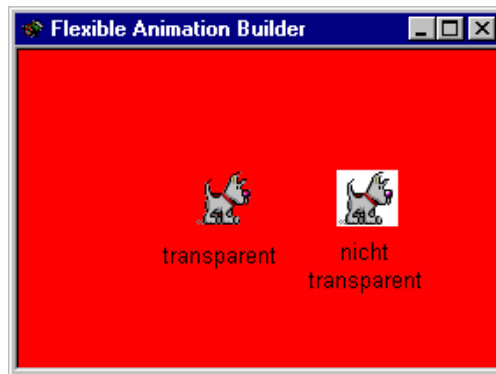 Flexible Animation Builder
transparent
nicht
transparent